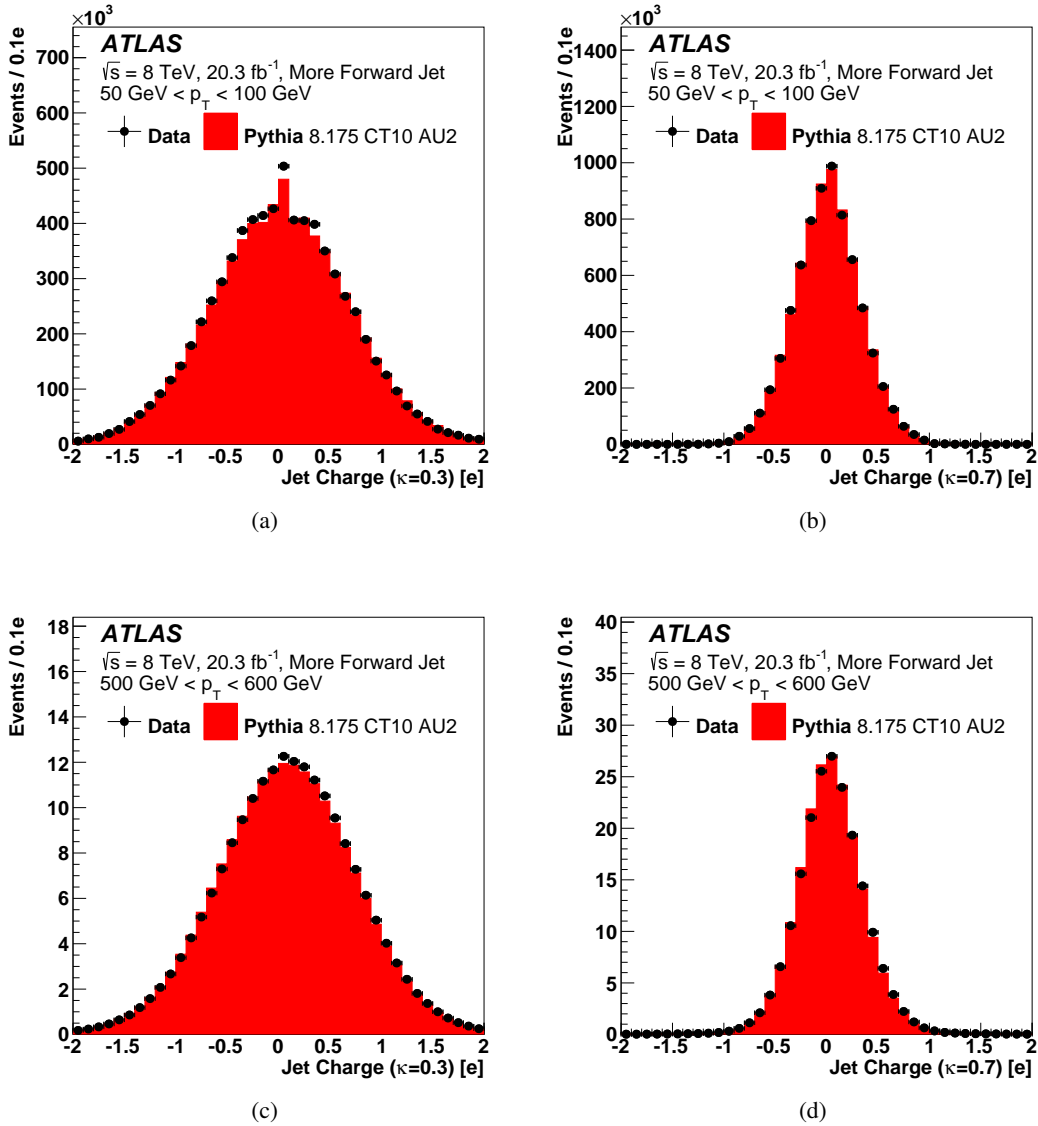 ×10³
Events / 0.1e
ATLAS
√s = 8 TeV, 20.3 fb⁻¹, More Forward Jet
50 GeV < p_T < 100 GeV
Data Pythia 8.175 CT10 AU2
700
600
500
400
300
200
100
0
-2 -1.5 -1 -0.5 0 0.5 1 1.5 2
Jet Charge (κ=0.3) [e]
(a)
×10³
Events / 0.1e
ATLAS
√s = 8 TeV, 20.3 fb⁻¹, More Forward Jet
50 GeV < p_T < 100 GeV
Data Pythia 8.175 CT10 AU2
1400
1200
1000
800
600
400
200
0
-2 -1.5 -1 -0.5 0 0.5 1 1.5 2
Jet Charge (κ=0.7) [e]
(b)
Events / 0.1e
ATLAS
√s = 8 TeV, 20.3 fb⁻¹, More Forward Jet
500 GeV < p_T < 600 GeV
Data Pythia 8.175 CT10 AU2
18
16
14
12
10
8
6
4
2
0
-2 -1.5 -1 -0.5 0 0.5 1 1.5 2
Jet Charge (κ=0.3) [e]
(c)
Events / 0.1e
ATLAS
√s = 8 TeV, 20.3 fb⁻¹, More Forward Jet
500 GeV < p_T < 600 GeV
Data Pythia 8.175 CT10 AU2
40
35
30
25
20
15
10
5
0
-2 -1.5 -1 -0.5 0 0.5 1 1.5 2
Jet Charge (κ=0.7) [e]
(d)